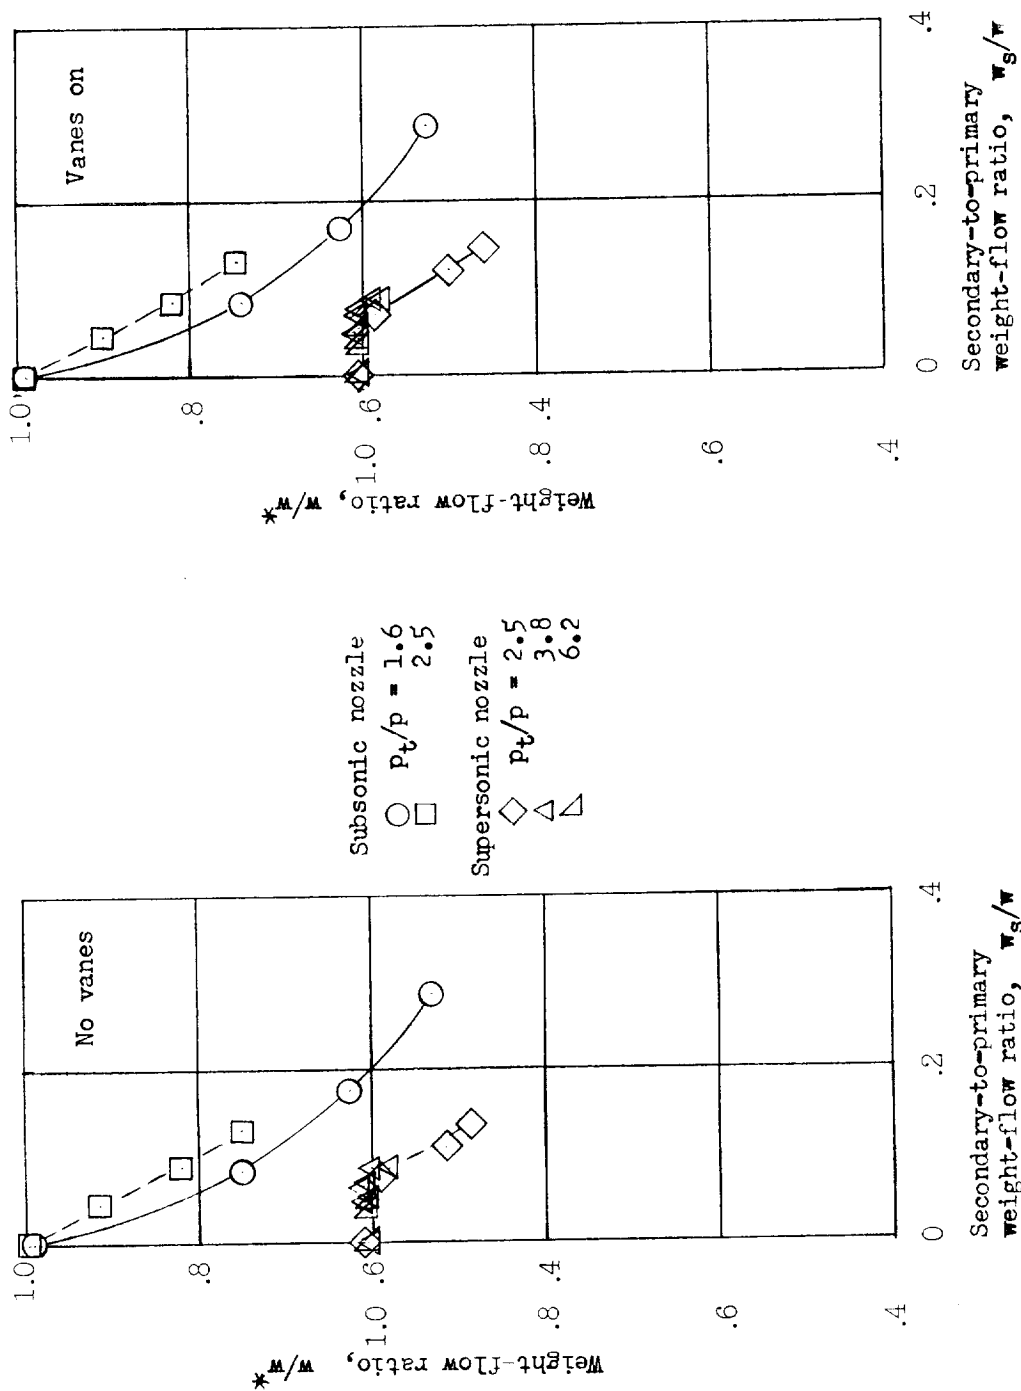 No vanes
1.0
.8
.6
1.0
.4
.8
.6
.4
Weight-flow ratio, w/w*
0
.2
.4
Secondary-to-primary
weight-flow ratio, ws/w
Subsonic nozzle
pt/p = 1.6
2.5
Supersonic nozzle
pt/p = 2.5
3.8
6.2
Vanes on
1.0
.8
.6
1.0
.4
.8
.6
.4
Weight-flow ratio, w/w*
0
.2
.4
Secondary-to-primary
weight-flow ratio, ws/w